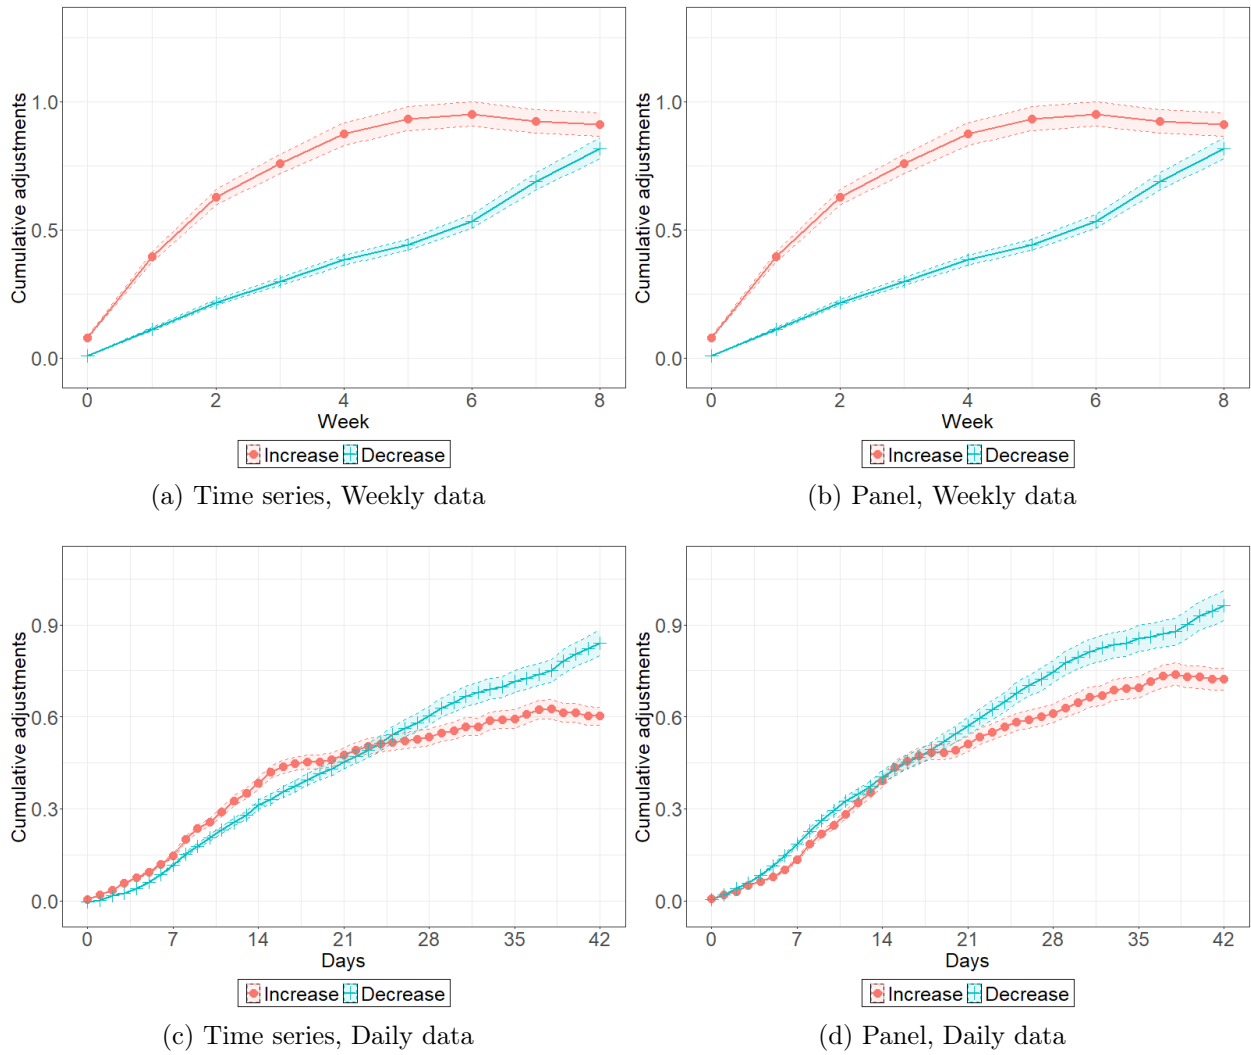 Cumulative adjustments
1.0
0.5
0.0
0 2 4 6 8
Week
Increase Decrease
(a) Time series, Weekly data
Cumulative adjustments
1.0
0.5
0.0
0 2 4 6 8
Week
Increase Decrease
(b) Panel, Weekly data
Cumulative adjustments
0.9
0.6
0.3
0.0
0 7 14 21 28 35 42
Days
Increase Decrease
(c) Time series, Daily data
Cumulative adjustments
0.9
0.6
0.3
0.0
0 7 14 21 28 35 42
Days
Increase Decrease
(d) Panel, Daily data